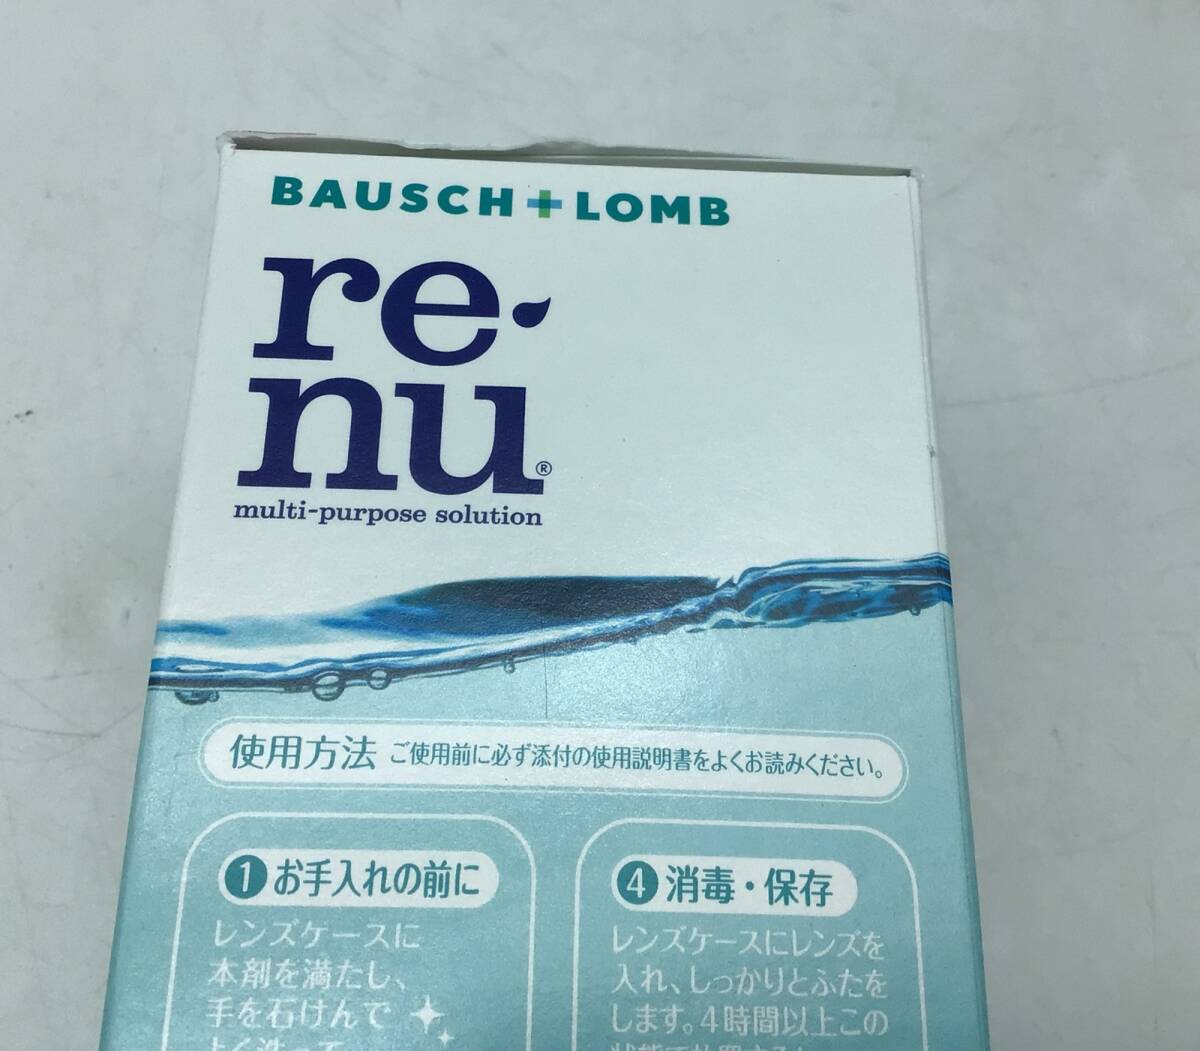 BAUSCH + LOMB
re
nu®
multi-purpose solution
使用方法 ご使用前に必ず添付の使用説明書をよくお読みください。
1 お手入れの前に
レンズケースに
本剤を満たし、
手を石けんで
よく洗って
4 消毒・保存
レンズケースにレンズを
入れ、しっかりとふたを
します。4時間以上この